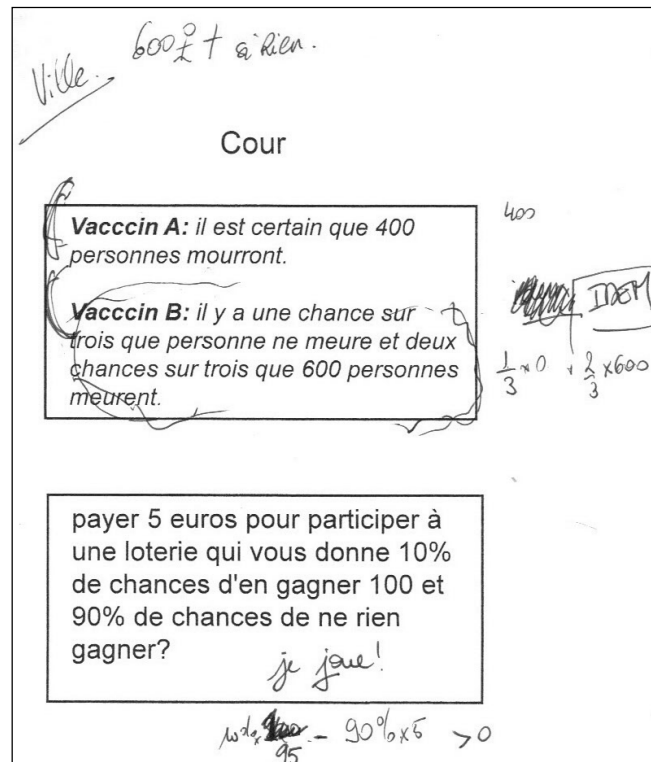 600 † si Rien.
Ville.
Cour
Vacccin A: il est certain que 400
personnes mourront.
400
Vacccin B: il y a une chance sur
trois que personne ne meure et deux
chances sur trois que 600 personnes
meurent.
IDEM
1/3 x 0 + 2/3 x 600
payer 5 euros pour participer à
une loterie qui vous donne 10%
de chances d'en gagner 100 et
90% de chances de ne rien
gagner?
je joue!
10% x 95 - 90% x 5 > 0